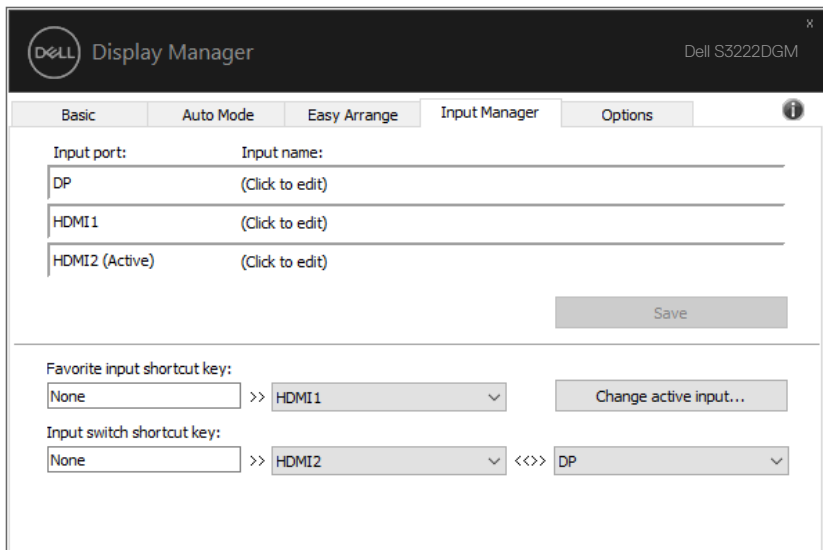 x
DELL Display Manager Dell S3222DGM
Basic Auto Mode Easy Arrange Input Manager Options i
Input port: Input name:
DP (Click to edit)
HDMI1 (Click to edit)
HDMI2 (Active) (Click to edit)
Save
Favorite input shortcut key:
None >> HDMI1 Change active input...
Input switch shortcut key:
None >> HDMI2 <<>> DP